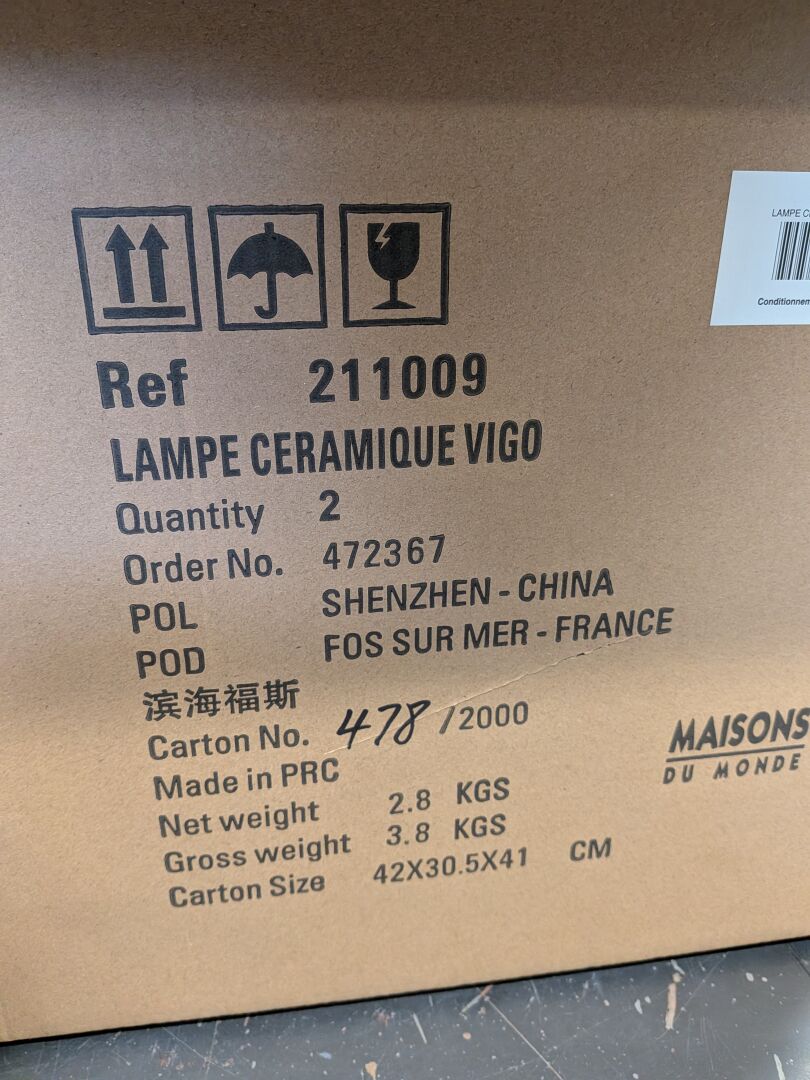 Ref 211009
LAMPE CERAMIQUE VIGO
Quantity 2
Order No. 472367
POL SHENZHEN - CHINA
POD FOS SUR MER - FRANCE
滨海福斯
Carton No. 478 /2000
Made in PRC
Net weight 2.8 KGS
Gross weight 3.8 KGS
Carton Size 42X30.5X41 CM
MAISONS
DU MONDE
LAMPE